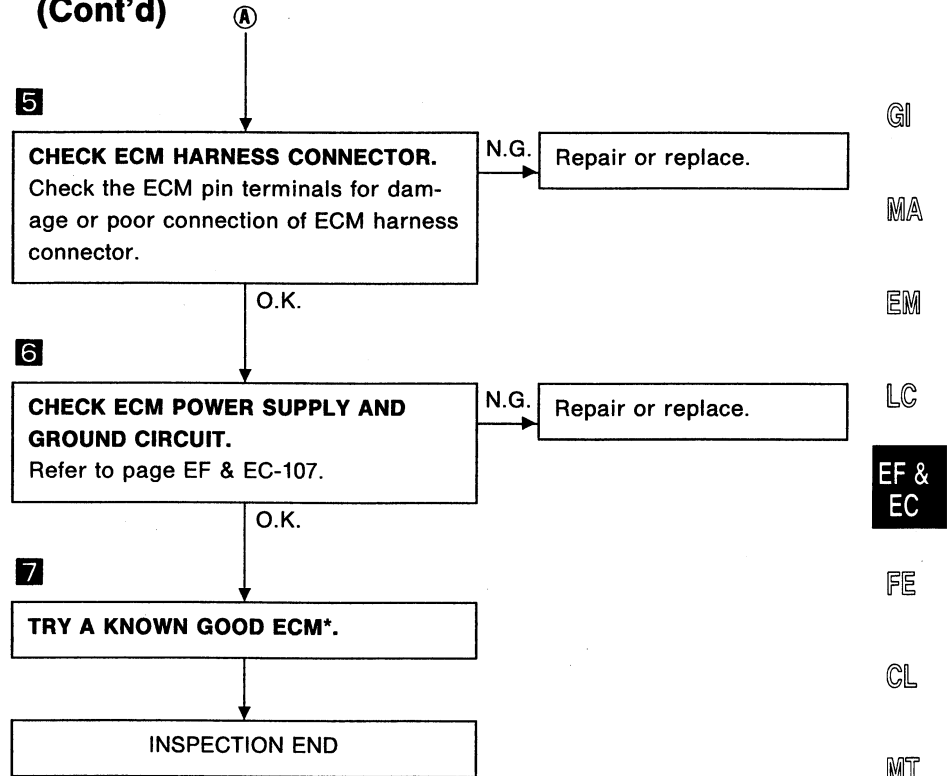 (Cont'd)
A
5
CHECK ECM HARNESS CONNECTOR.
Check the ECM pin terminals for dam-
age or poor connection of ECM harness
connector.
N.G.
Repair or replace.
O.K.
6
CHECK ECM POWER SUPPLY AND
GROUND CIRCUIT.
Refer to page EF & EC-107.
N.G.
Repair or replace.
O.K.
7
TRY A KNOWN GOOD ECM*.
INSPECTION END
GI
MA
EM
LC
EF &
EC
FE
CL
MT